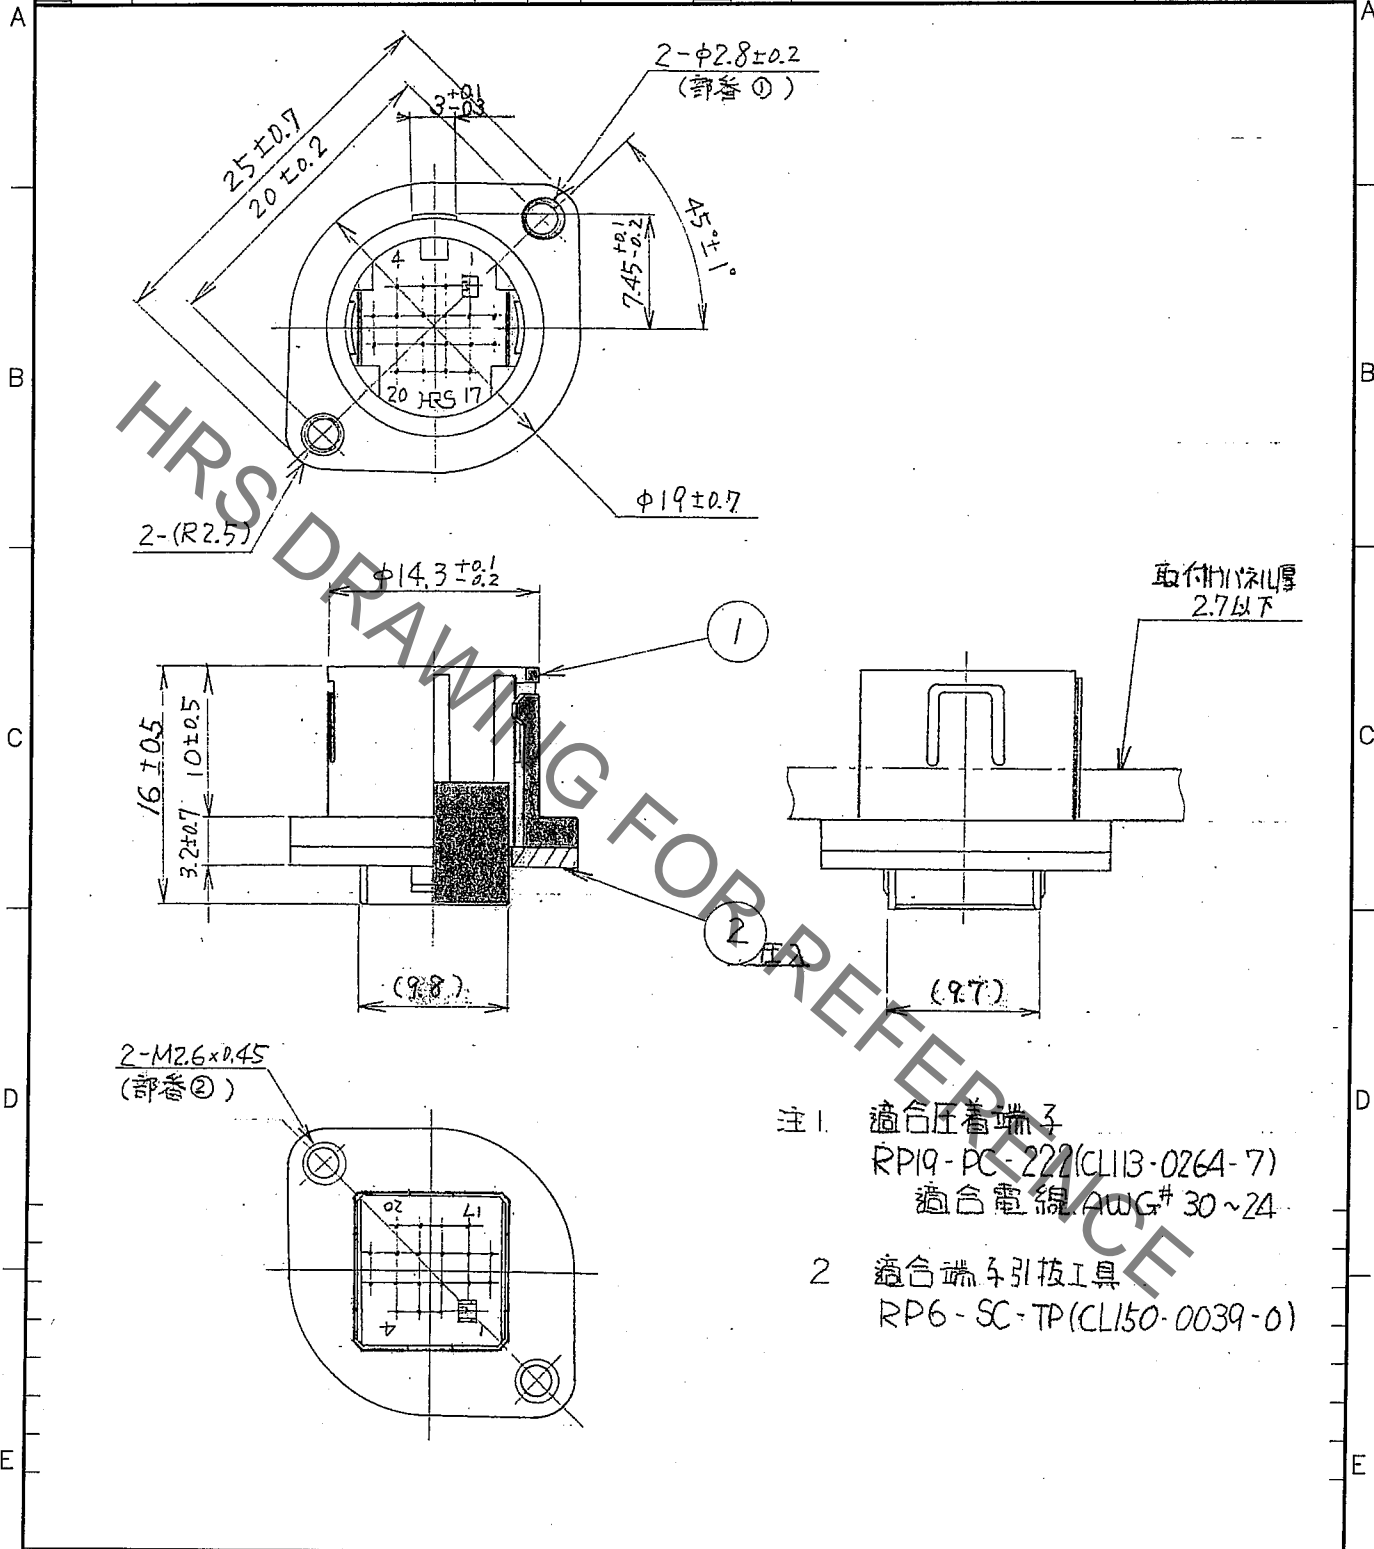 A
A
2-φ2.8±0.2
(部番①)
3 +0.1 -0.3
25±0.7
20±0.2
45°±1°
7.45 +0.1 -0.2
4
1
20 HRS 17
B
B
2-(R2.5)
φ19±0.7
φ14.3 +0.1 -0.2
取付パネル厚
2.7以下
1
16±0.5
10±0.5
3.2±0.7
C
C
2
圧入
(9.8)
(9.7)
2-M2.6×0.45
(部番②)
D
D
20
17
4
1
注1. 適合圧着端子
RP19-PC-222(CL113-0264-7)
適合電線 AWG# 30~24
2 適合端子引抜工具
RP6-SC-TP(CL150-0039-0)
E
E
HRS DRAWING FOR REFERENCE